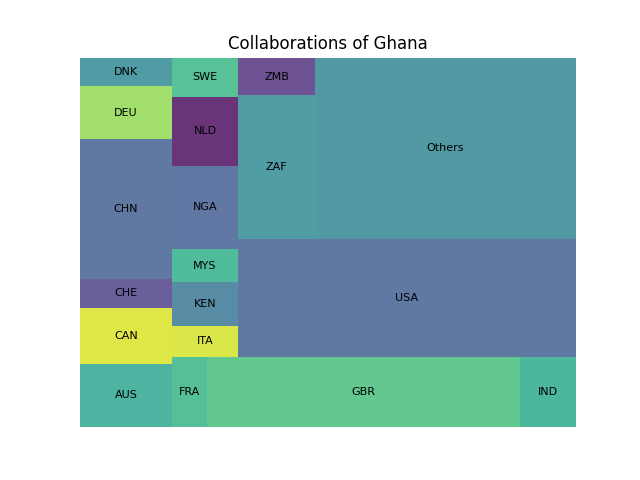 Collaborations of Ghana
DNK
SWE
ZMB
DEU
NLD
Others
ZAF
CHN
NGA
MYS
CHE
KEN
USA
CAN
ITA
AUS
FRA
GBR
IND